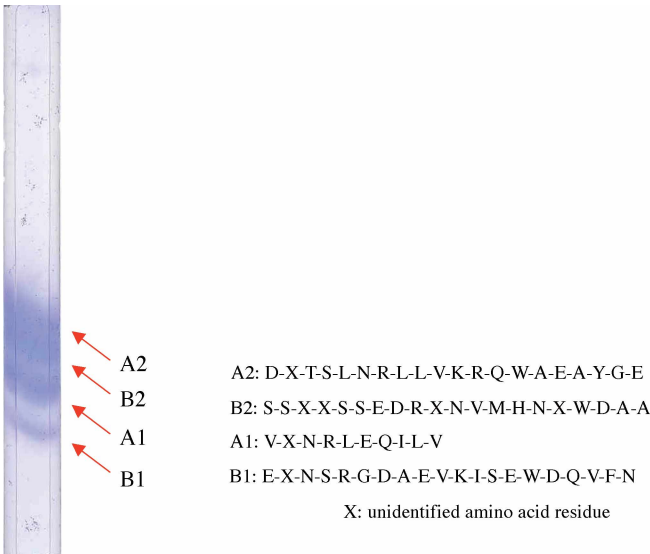 A2
B2
A1
B1
A2: D-X-T-S-L-N-R-L-L-V-K-R-Q-W-A-E-A-Y-G-E
B2: S-S-X-X-S-S-E-D-R-X-N-V-M-H-N-X-W-D-A-A
A1: V-X-N-R-L-E-Q-I-L-V
B1: E-X-N-S-R-G-D-A-E-V-K-I-S-E-W-D-Q-V-F-N
X: unidentified amino acid residue